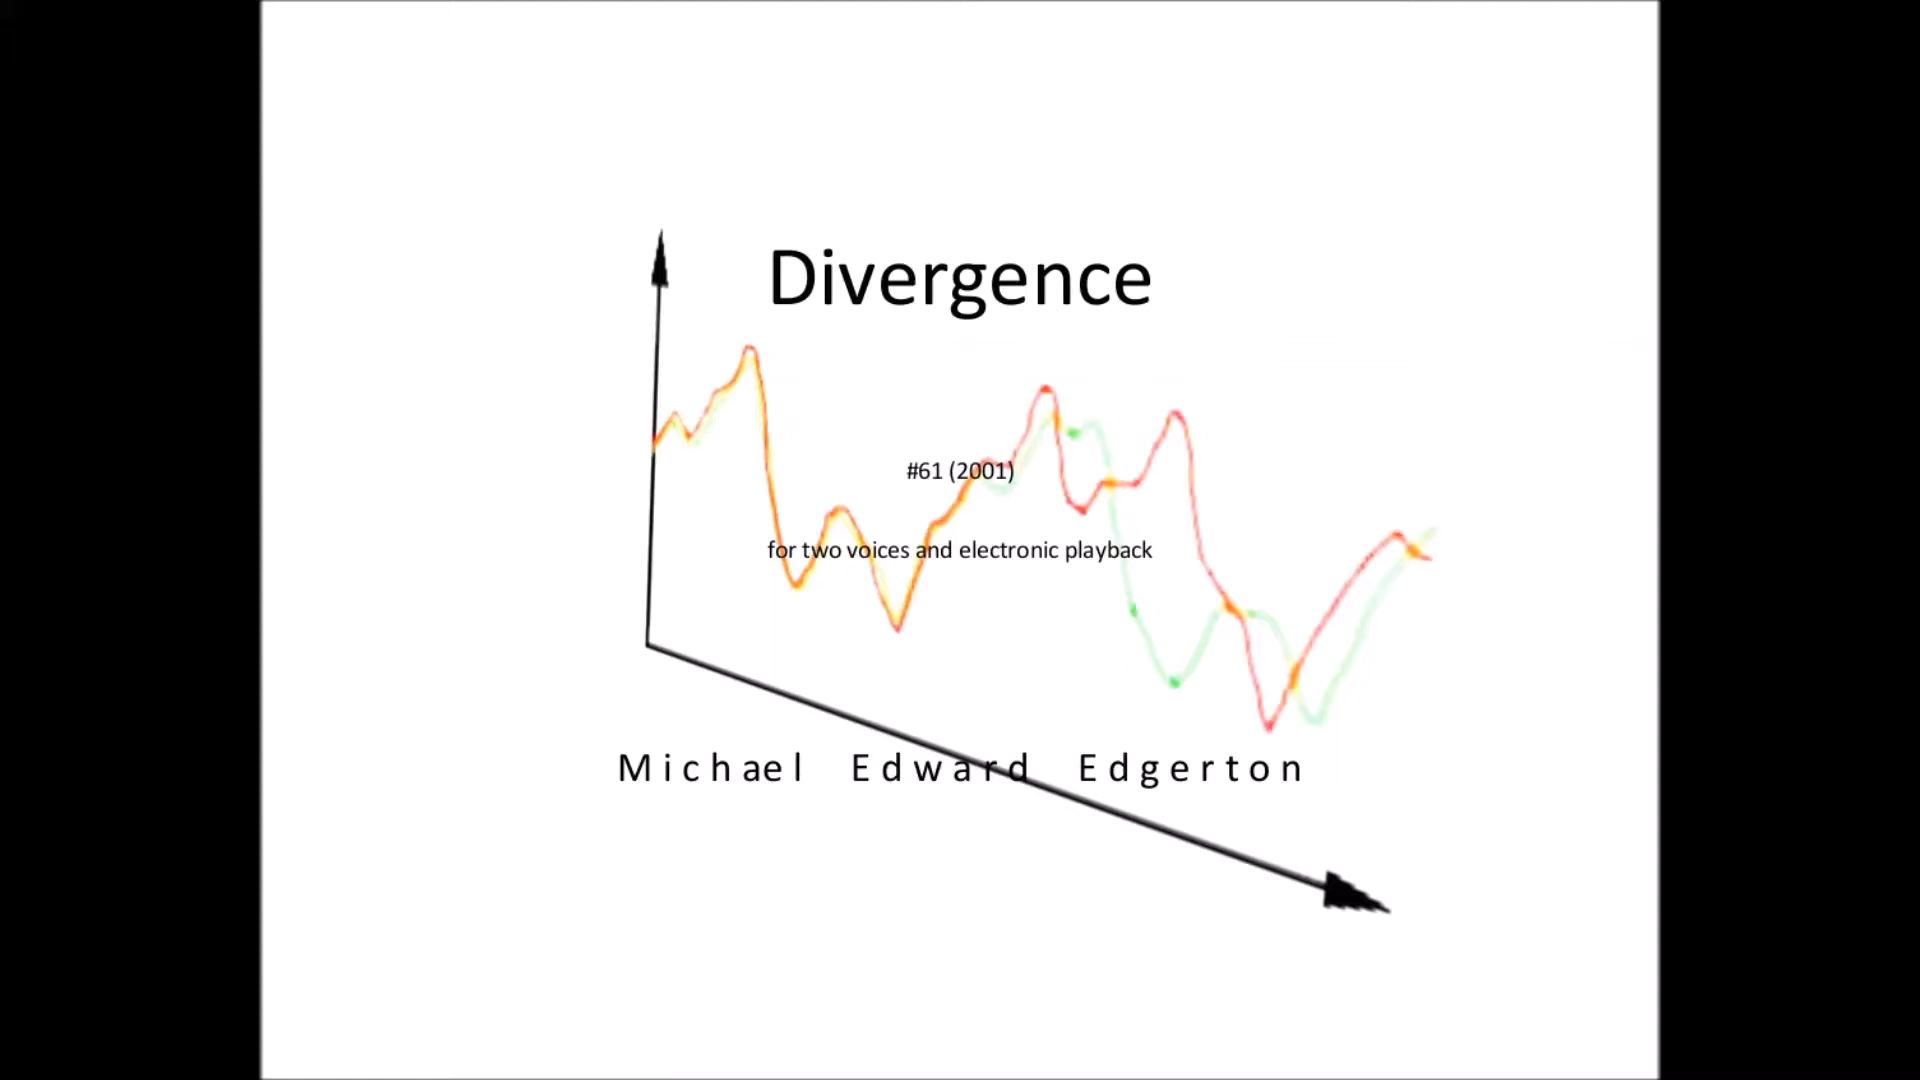 Divergence
#61 (2001)
for two voices and electronic playback
Michael Edward Edgerton